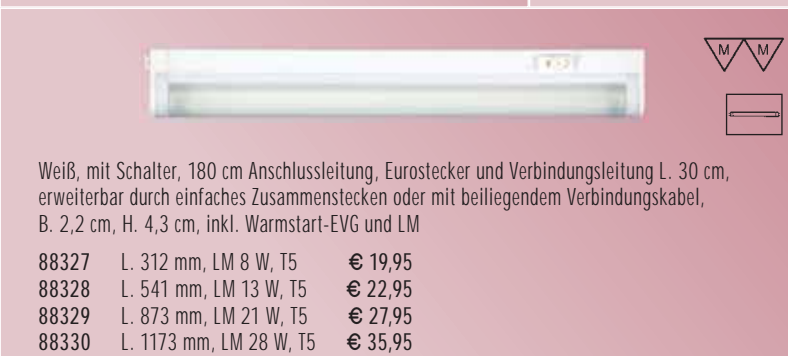 M M
Weiß, mit Schalter, 180 cm Anschlussleitung, Eurostecker und Verbindungsleitung L. 30 cm,
erweiterbar durch einfaches Zusammenstecken oder mit beiliegendem Verbindungskabel,
B. 2,2 cm, H. 4,3 cm, inkl. Warmstart-EVG und LM
88327 L. 312 mm, LM 8 W, T5 € 19,95
88328 L. 541 mm, LM 13 W, T5 € 22,95
88329 L. 873 mm, LM 21 W, T5 € 27,95
88330 L. 1173 mm, LM 28 W, T5 € 35,95